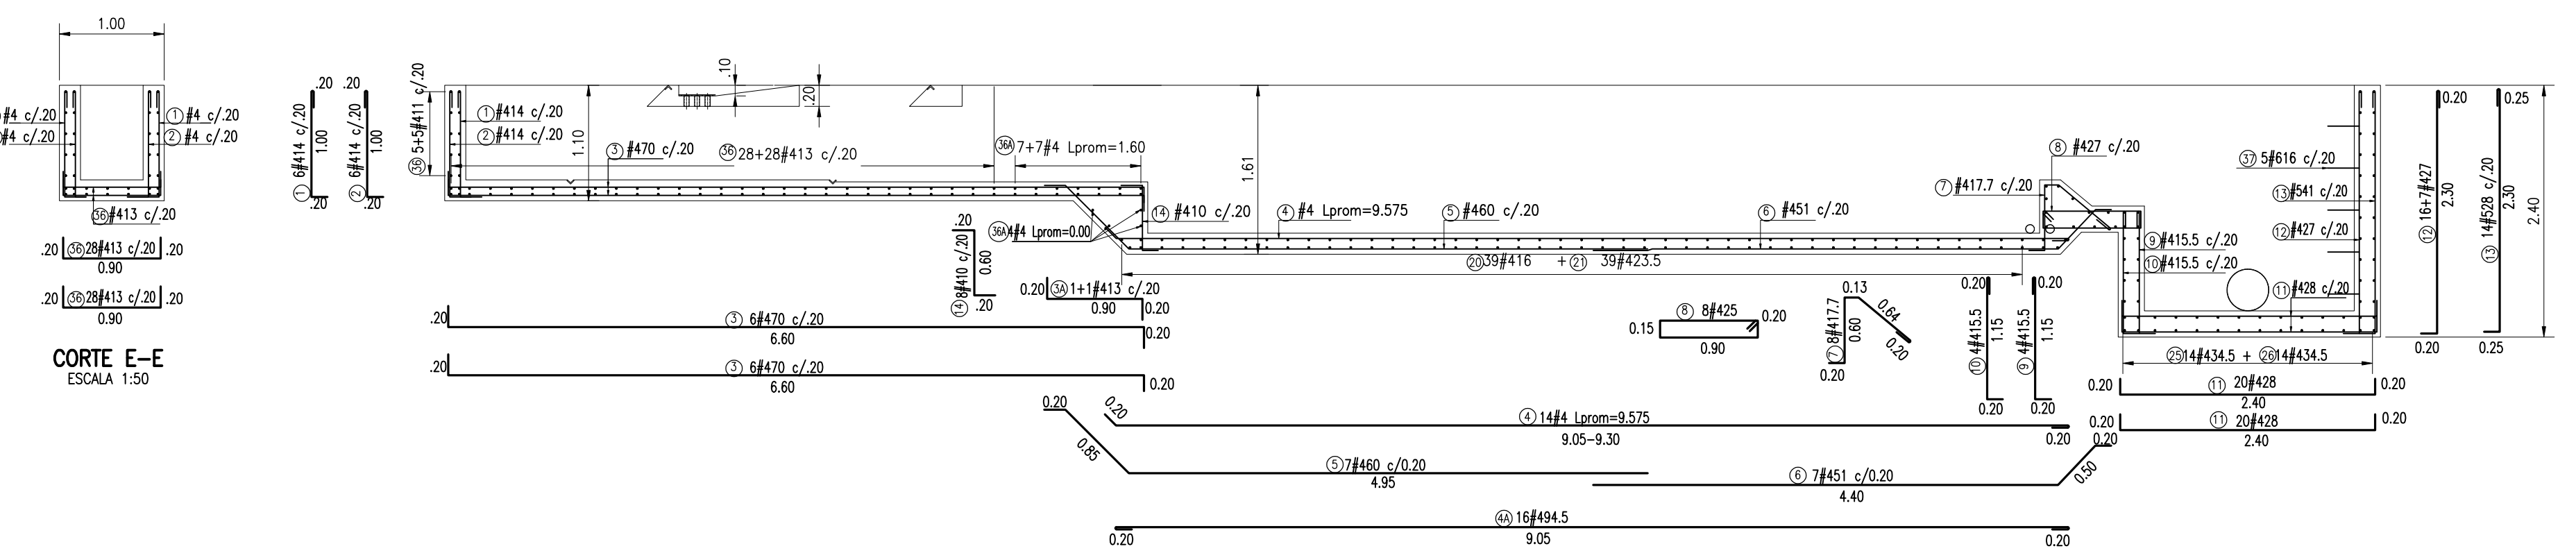 1.00
#4 c/.20
#4 c/.20
① #4 c/.20
② #4 c/.20
㊱#413 c/.20
.20 ㊱28#413 c/.20 .20
0.90
.20 ㊱28#413 c/.20 .20
0.90
CORTE E-E
ESCALA 1:50
.20
① 6#414 c/.20
1.00
.20
.20
② 6#414 c/.20
1.00
.20
㊱ 5+5#411 c/.20
①#414 c/.20
②#414 c/.20
1.10
③ #470 c/.20
㊱28+28#413 c/.20
.10
.20
36A 7+7#4 Lprom=1.60
36A 4#4 Lprom=0.00
⑭ #410 c/.20
1.61
④ #4 Lprom=9.575
⑤ #460 c/.20
⑥ #451 c/.20
⑳39#416 + ㉑ 39#423.5
⑦#417.7 c/.20
⑧ #427 c/.20
⑨#415.5 c/.20
⑩#415.5 c/.20
㊲ 5#616 c/.20
⑬#541 c/.20
⑫#427 c/.20
⑪#428 c/.20
㉕14#434.5 + ㉖14#434.5
0.20
⑫ 16+7#427
2.30
0.20
0.25
⑬ 14#528 c/.20
2.30
0.25
2.40
.20
⑭ 8#410 c/.20
0.60
.20
0.20 3A 1+1#413 c/.20
0.90 0.20
.20 ③ 6#470 c/.20 0.20
6.60
.20 ③ 6#470 c/.20 0.20
6.60
⑧ 8#425 0.20
0.15
0.90
0.13
⑦ 8#417.7
0.60
0.64
0.20
0.20
0.20
⑩ 4#415.5
1.15
0.20
0.20
⑨ 4#415.5
1.15
0.20
0.20 ⑪ 20#428 0.20
2.40
0.20 ⑪ 20#428 0.20
2.40
0.20 ④ 14#4 Lprom=9.575
9.05-9.30 0.20
0.20
0.85
⑤7#460 c/0.20
4.95
⑥ 7#451 c/0.20
4.40
0.50
0.20
4A 16#494.5
0.20 9.05 0.20